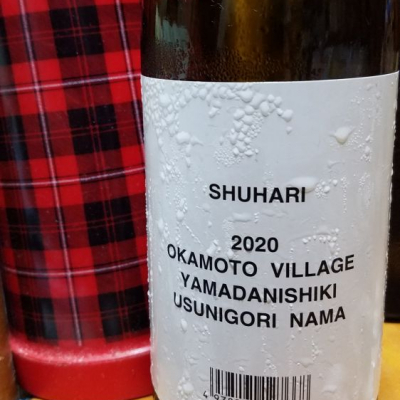 SHUHARI
2020
OKAMOTO VILLAGE
YAMADANISHIKI
USUNIGORI NAMA